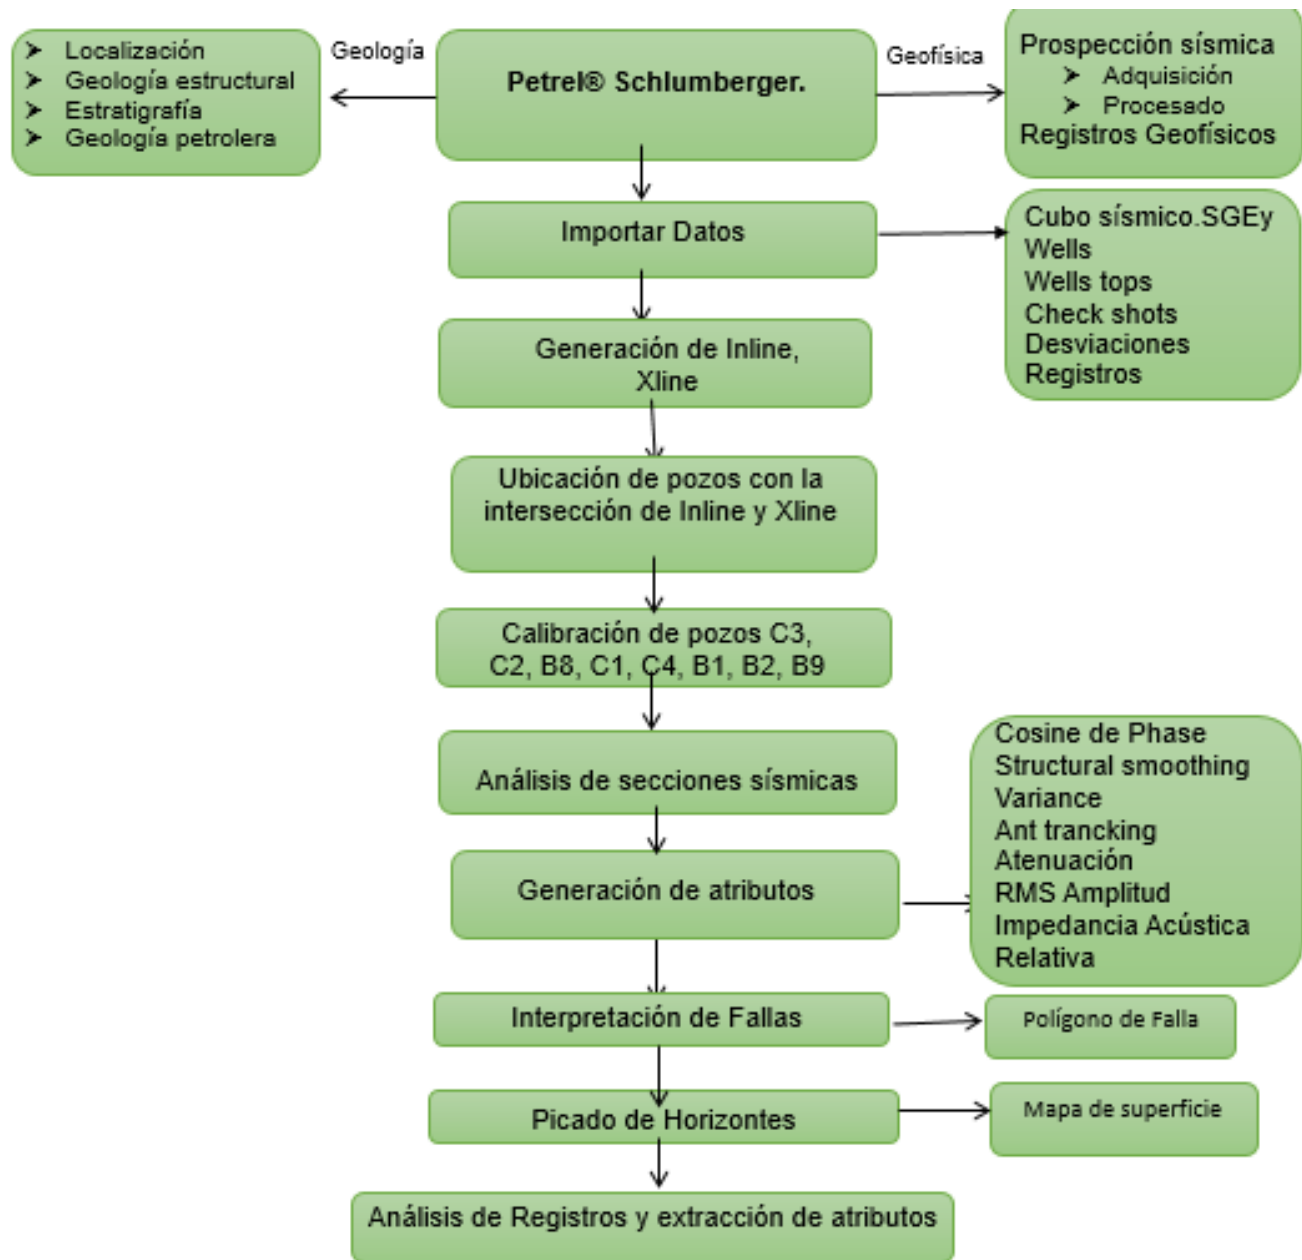 Localización
Geología estructural
Estratigrafía
Geología petrolera
Geología
Petrel® Schlumberger.
Geofísica
Prospección sísmica
Adquisición
Procesado
Registros Geofísicos
Importar Datos
Cubo sísmico.SGEy
Wells
Wells tops
Check shots
Desviaciones
Registros
Generación de Inline,
Xline
Ubicación de pozos con la
intersección de Inline y Xline
Calibración de pozos C3,
C2, B8, C1, C4, B1, B2, B9
Análisis de secciones sísmicas
Generación de atributos
Cosine de Phase
Structural smoothing
Variance
Ant trancking
Atenuación
RMS Amplitud
Impedancia Acústica
Relativa
Interpretación de Fallas
Polígono de Falla
Picado de Horizontes
Mapa de superficie
Análisis de Registros y extracción de atributos